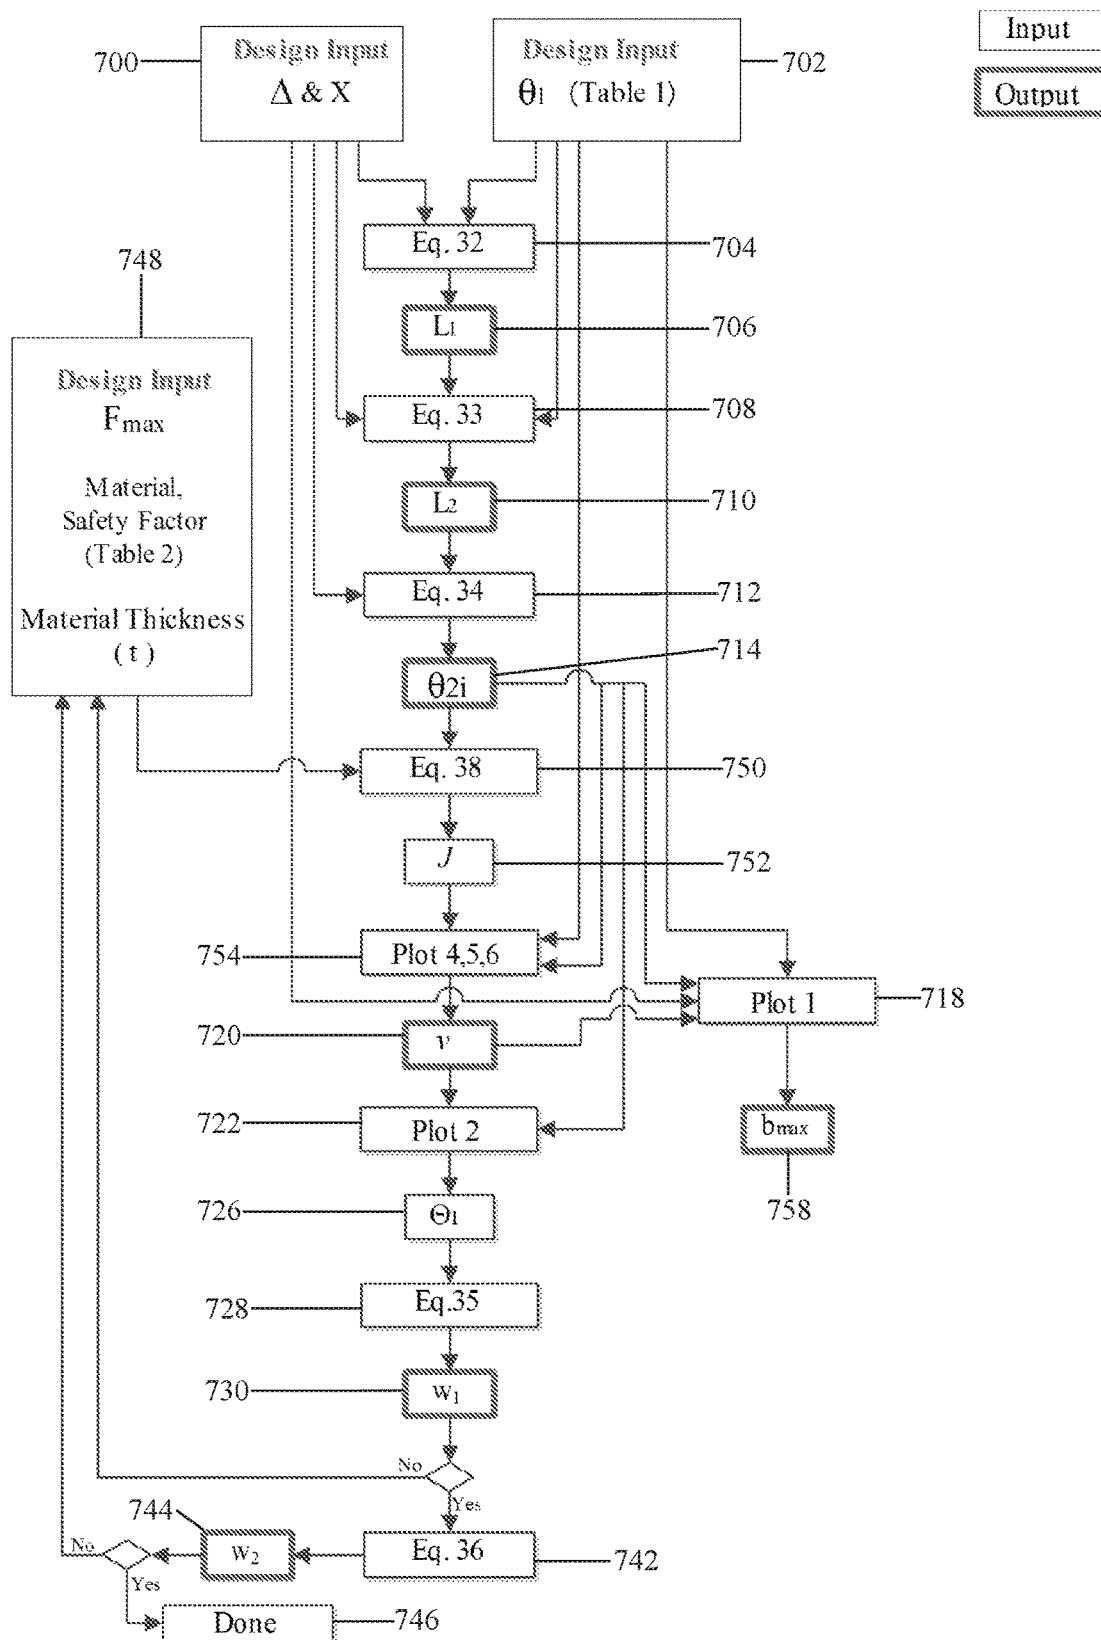 700
Design Input
Δ & X
Design Input
θ1 (Table 1)
702
Input
Output
Eq. 32
704
748
L1
706
Design Input
Fmax
Material,
Safety Factor
(Table 2)
Material Thickness
( t )
Eq. 33
708
L2
710
Eq. 34
712
θ2i
714
Eq. 38
750
J
752
754
Plot 4,5,6
Plot 1
718
720
v
722
Plot 2
bmax
758
726
Θ1
728
Eq.35
730
w1
No
Yes
744
No
W2
Eq. 36
742
Yes
Done
746